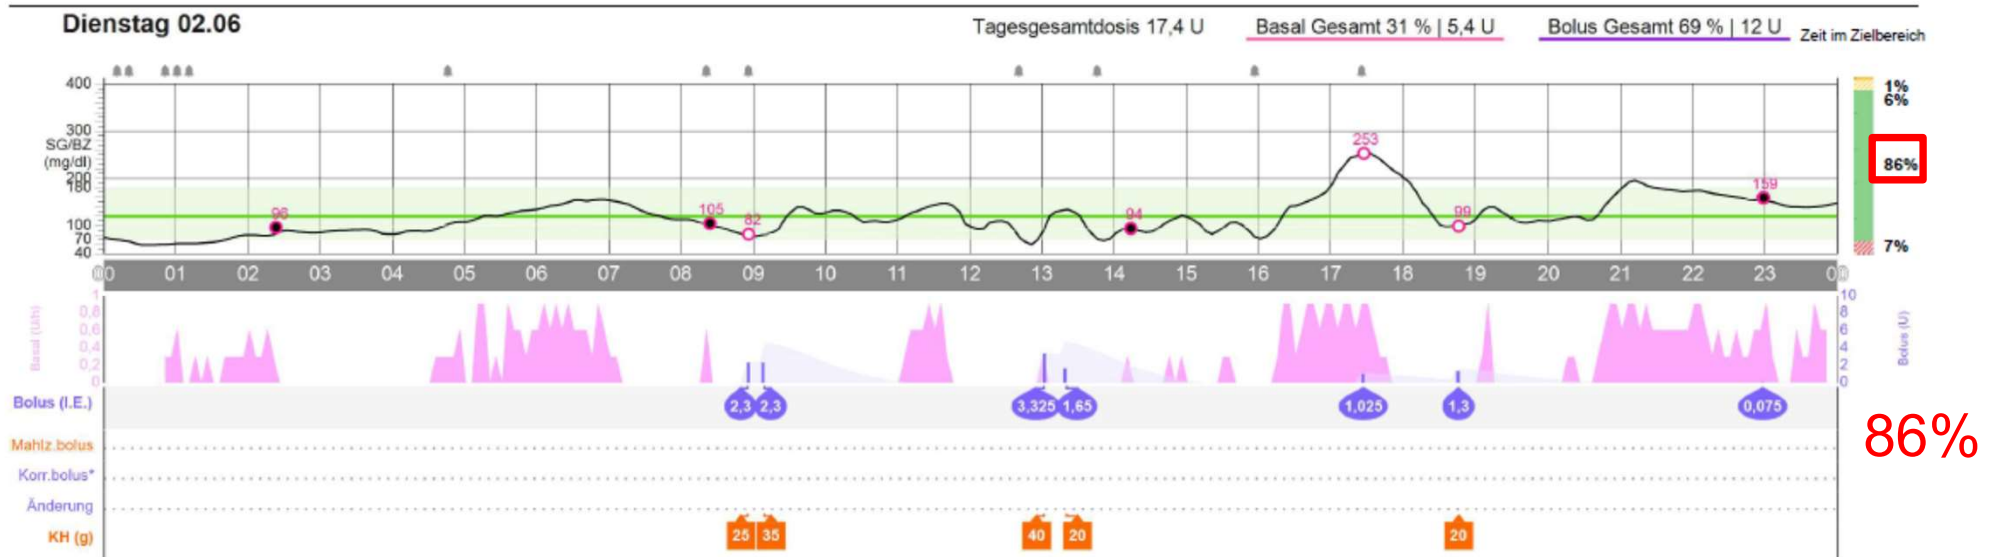 Dienstag 02.06
Tagesgesamtdosis 17,4 U
Basal Gesamt 31 % | 5,4 U
Bolus Gesamt 69 % | 12 U
Zeit im Zielbereich
400
300
SG/BZ
(mg/dl)
200
180
100
70
40
96
105
82
94
253
99
159
1%
6%
86%
7%
00 01 02 03 04 05 06 07 08 09 10 11 12 13 14 15 16 17 18 19 20 21 22 23 00
Basal (U/h)
1
0,8
0,6
0,4
0,2
0
10
8
6
4
2
0
Bolus (U)
Bolus (I.E.)
2,3 2,3 3,325 1,65 1,025 1,3 0,075
86%
Mahlz.bolus
Korr.bolus*
Änderung
KH (g)
25 35 40 20 20